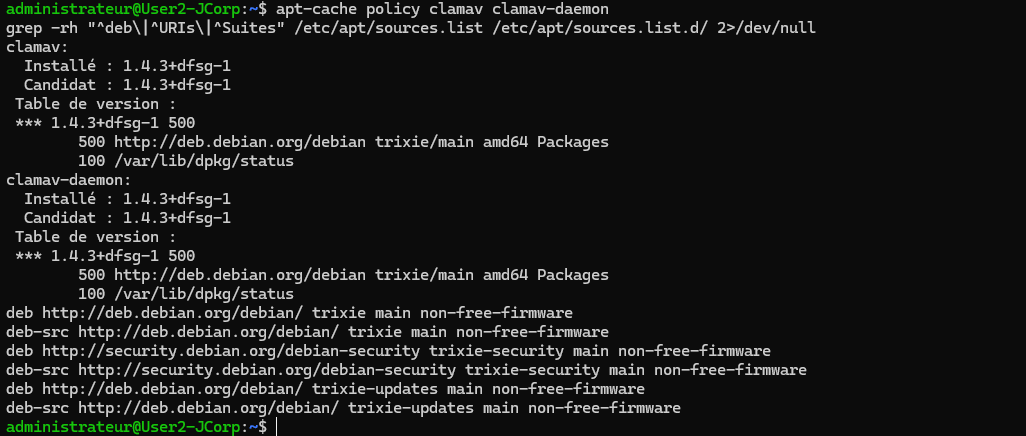 administrateur@User2-JCorp:~$ apt-cache policy clamav clamav-daemon
grep -rh "^deb\|^URIs\|^Suites" /etc/apt/sources.list /etc/apt/sources.list.d/ 2>/dev/null
clamav:
  Installé : 1.4.3+dfsg-1
  Candidat : 1.4.3+dfsg-1
 Table de version :
 *** 1.4.3+dfsg-1 500
        500 http://deb.debian.org/debian trixie/main amd64 Packages
        100 /var/lib/dpkg/status
clamav-daemon:
  Installé : 1.4.3+dfsg-1
  Candidat : 1.4.3+dfsg-1
 Table de version :
 *** 1.4.3+dfsg-1 500
        500 http://deb.debian.org/debian trixie/main amd64 Packages
        100 /var/lib/dpkg/status
deb http://deb.debian.org/debian/ trixie main non-free-firmware
deb-src http://deb.debian.org/debian/ trixie main non-free-firmware
deb http://security.debian.org/debian-security trixie-security main non-free-firmware
deb-src http://security.debian.org/debian-security trixie-security main non-free-firmware
deb http://deb.debian.org/debian/ trixie-updates main non-free-firmware
deb-src http://deb.debian.org/debian/ trixie-updates main non-free-firmware
administrateur@User2-JCorp:~$